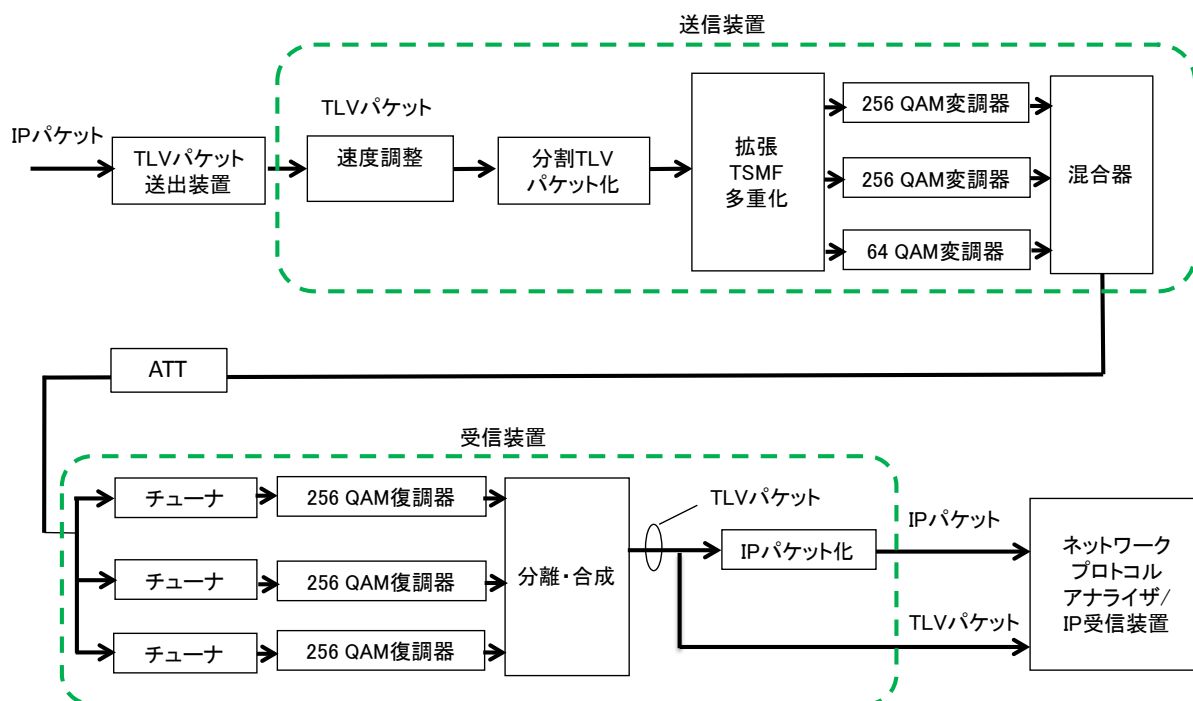 送信装置
IPパケット
TLVパケット
送出装置
TLVパケット
速度調整
分割TLV
パケット化
拡張
TSMF
多重化
256 QAM変調器
256 QAM変調器
64 QAM変調器
混合器
ATT
受信装置
チューナ
256 QAM復調器
チューナ
256 QAM復調器
チューナ
256 QAM復調器
分離・合成
TLVパケット
IPパケット化
IPパケット
TLVパケット
ネットワーク
プロトコル
アナライザ/
IP受信装置